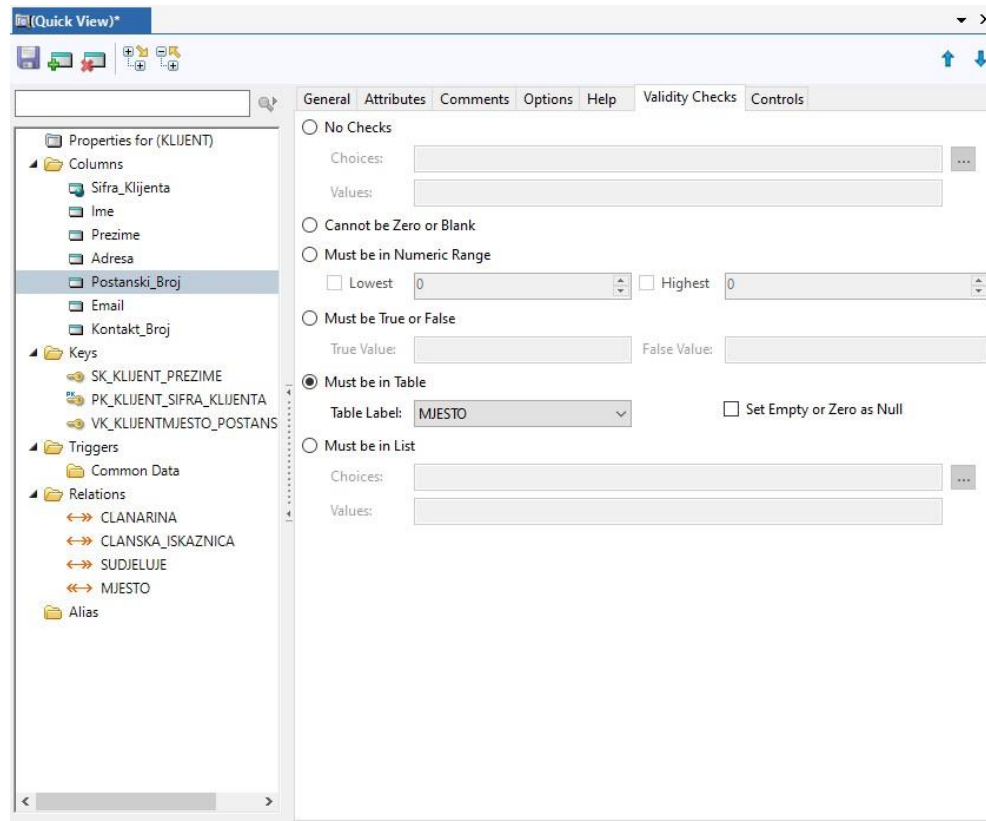 (Quick View)*
General Attributes Comments Options Help Validity Checks Controls
Properties for (KLIJENT)
Columns
Sifra_Klijenta
Ime
Prezime
Adresa
Postanski_Broj
Email
Kontakt_Broj
Keys
SK_KLIJENT_PREZIME
PK_KLIJENT_SIFRA_KLIJENTA
VK_KLIJENTMJESTO_POSTANS
Triggers
Common Data
Relations
CLANARINA
CLANSKA_ISKAZNICA
SUDJELUJE
MJESTO
Alias
No Checks
Choices: ...
Values:
Cannot be Zero or Blank
Must be in Numeric Range
Lowest 0 Highest 0
Must be True or False
True Value: False Value:
Must be in Table
Table Label: MJESTO Set Empty or Zero as Null
Must be in List
Choices: ...
Values: